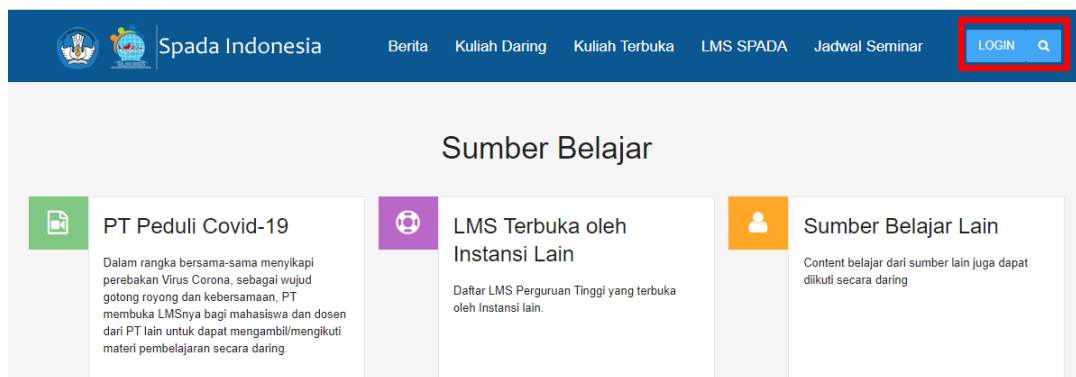 Spada Indonesia
Berita
Kuliah Daring
Kuliah Terbuka
LMS SPADA
Jadwal Seminar
LOGIN
Sumber Belajar
PT Peduli Covid-19
Dalam rangka bersama-sama menyikapi
perebakan Virus Corona, sebagai wujud
gotong royong dan kebersamaan, PT
membuka LMSnya bagi mahasiswa dan dosen
dari PT lain untuk dapat mengambil/mengikuti
materi pembelajaran secara daring.
LMS Terbuka oleh
Instansi Lain
Daftar LMS Perguruan Tinggi yang terbuka
oleh Instansi lain.
Sumber Belajar Lain
Content belajar dari sumber lain juga dapat
diikuti secara daring